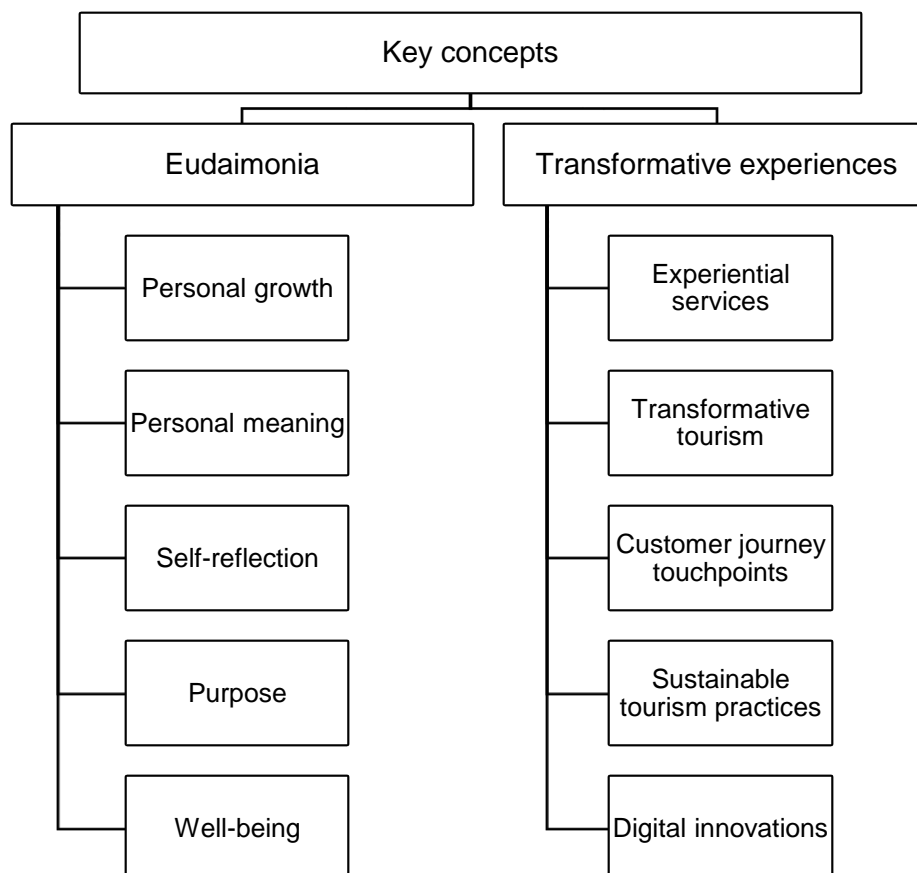 Key concepts
Eudaimonia
Transformative experiences
Personal growth
Personal meaning
Self-reflection
Purpose
Well-being
Experiential
services
Transformative
tourism
Customer journey
touchpoints
Sustainable
tourism practices
Digital innovations